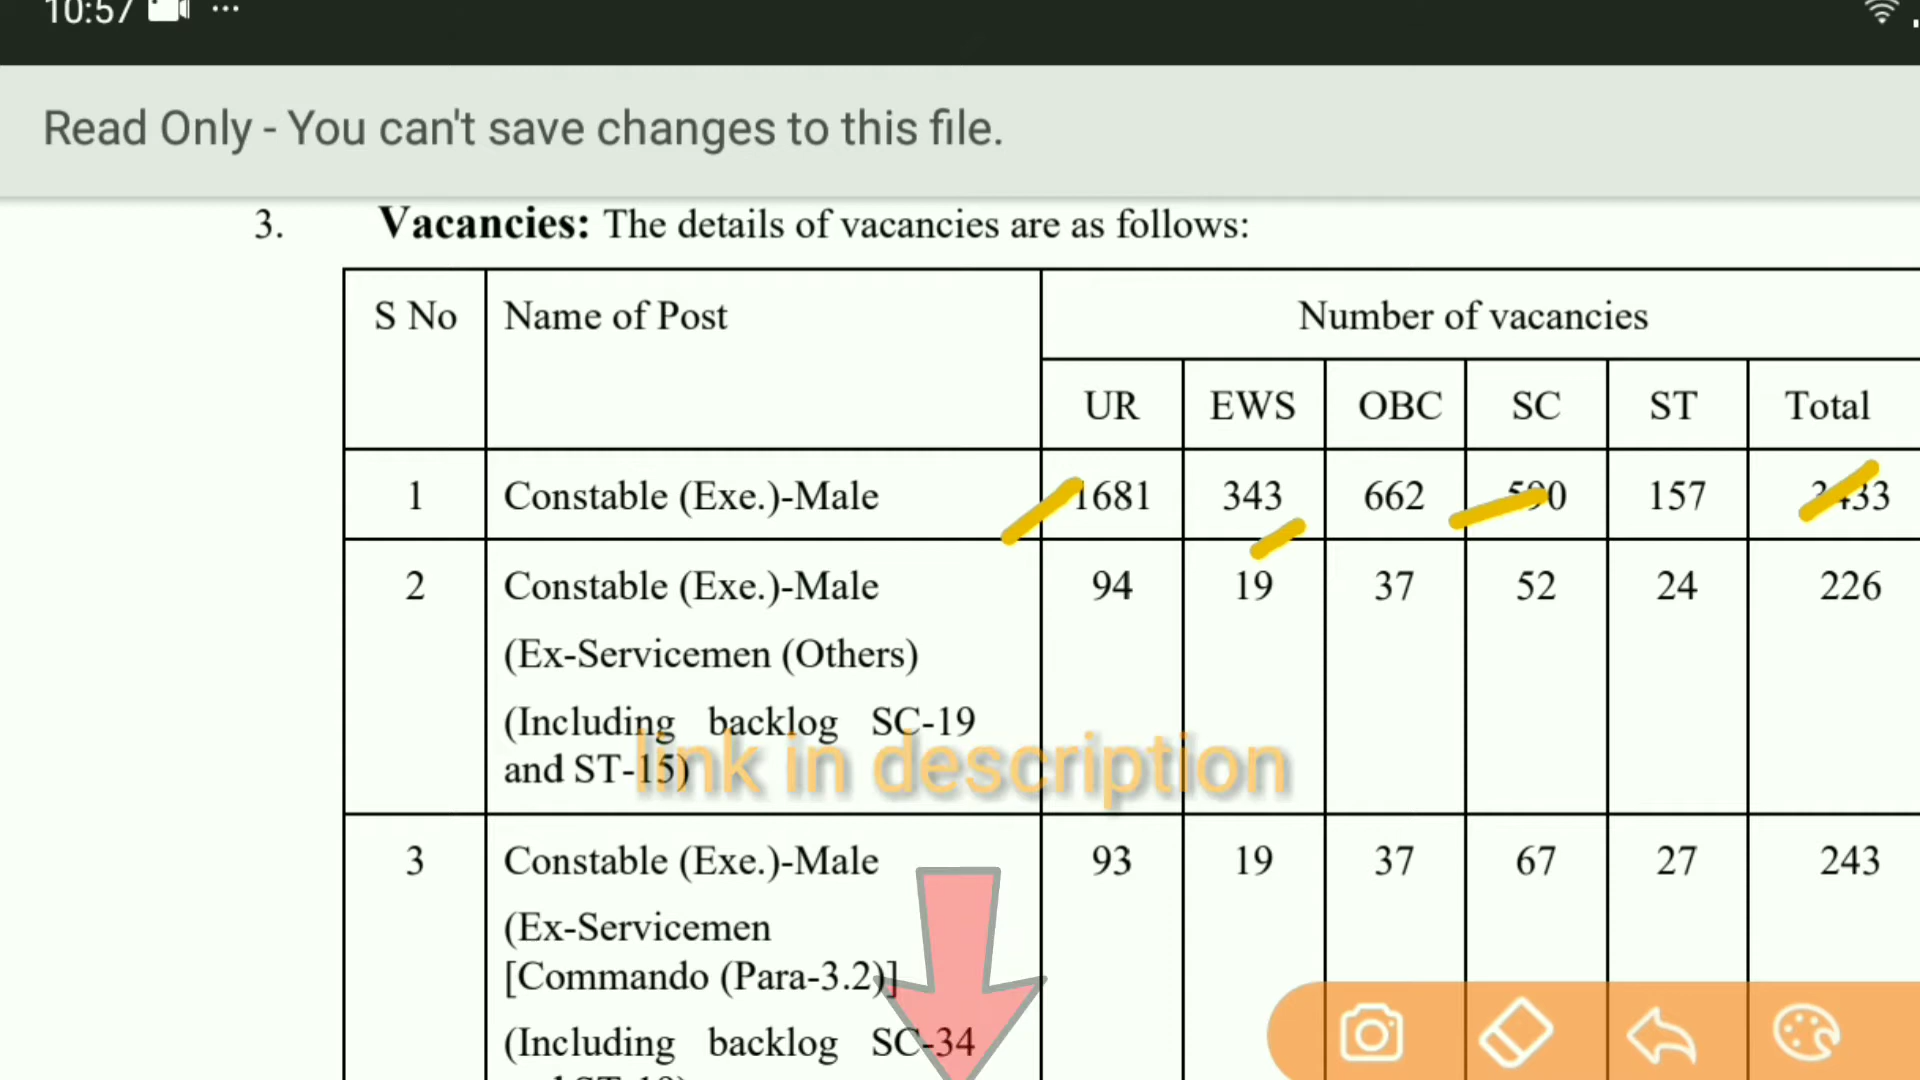 10:57
Read Only - You can't save changes to this file.
3. Vacancies: The details of vacancies are as follows:
S No Name of Post Number of vacancies
UR EWS OBC SC ST Total
1 Constable (Exe.)-Male 1681 343 662 590 157 3433
2 Constable (Exe.)-Male 94 19 37 52 24 226
(Ex-Servicemen (Others)
(Including backlog SC-19
and ST-15)
link in description
3 Constable (Exe.)-Male 93 19 37 67 27 243
(Ex-Servicemen
[Commando (Para-3.2)]
(Including backlog SC-34